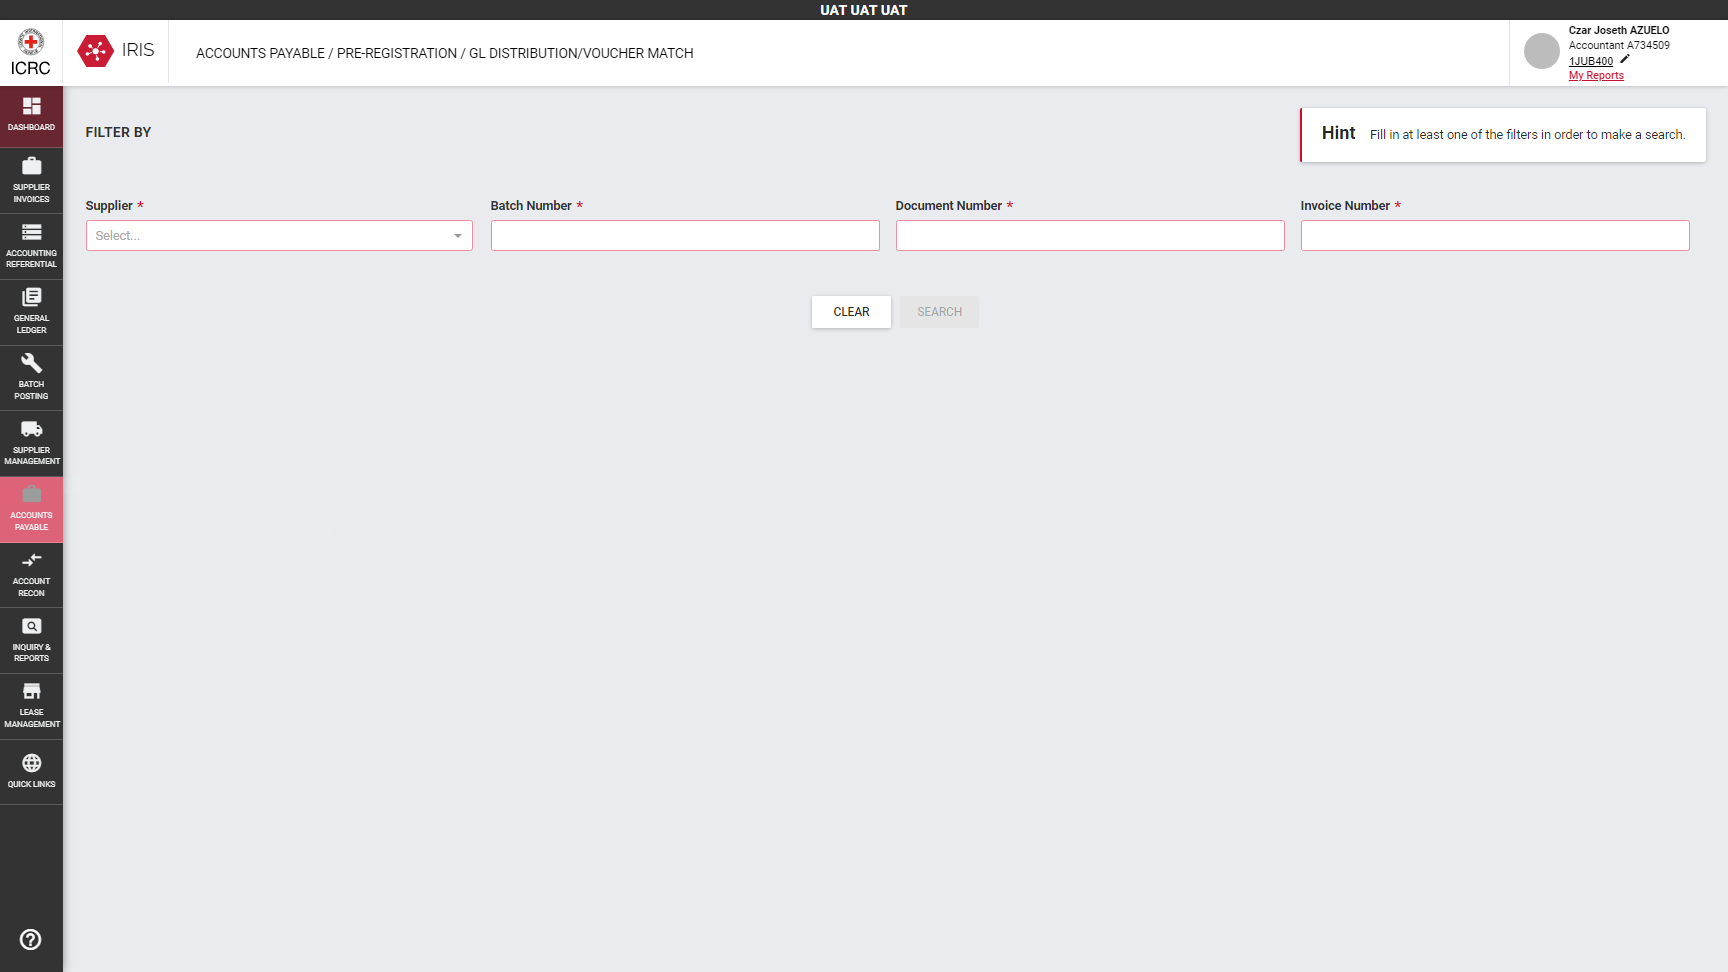 UAT UAT UAT
ICRC
IRIS
ACCOUNTS PAYABLE / PRE-REGISTRATION / GL DISTRIBUTION/VOUCHER MATCH
Czar Joseth AZUELO
Accountant A734509
1JUB400
My Reports
DASHBOARD
SUPPLIER
INVOICES
ACCOUNTING
REFERENTIAL
GENERAL
LEDGER
BATCH
POSTING
SUPPLIER
MANAGEMENT
ACCOUNTS
PAYABLE
ACCOUNT
RECON
INQUIRY &
REPORTS
LEASE
MANAGEMENT
QUICK LINKS
FILTER BY
Hint Fill in at least one of the filters in order to make a search.
Supplier *
Select...
Batch Number *
Document Number *
Invoice Number *
CLEAR
SEARCH